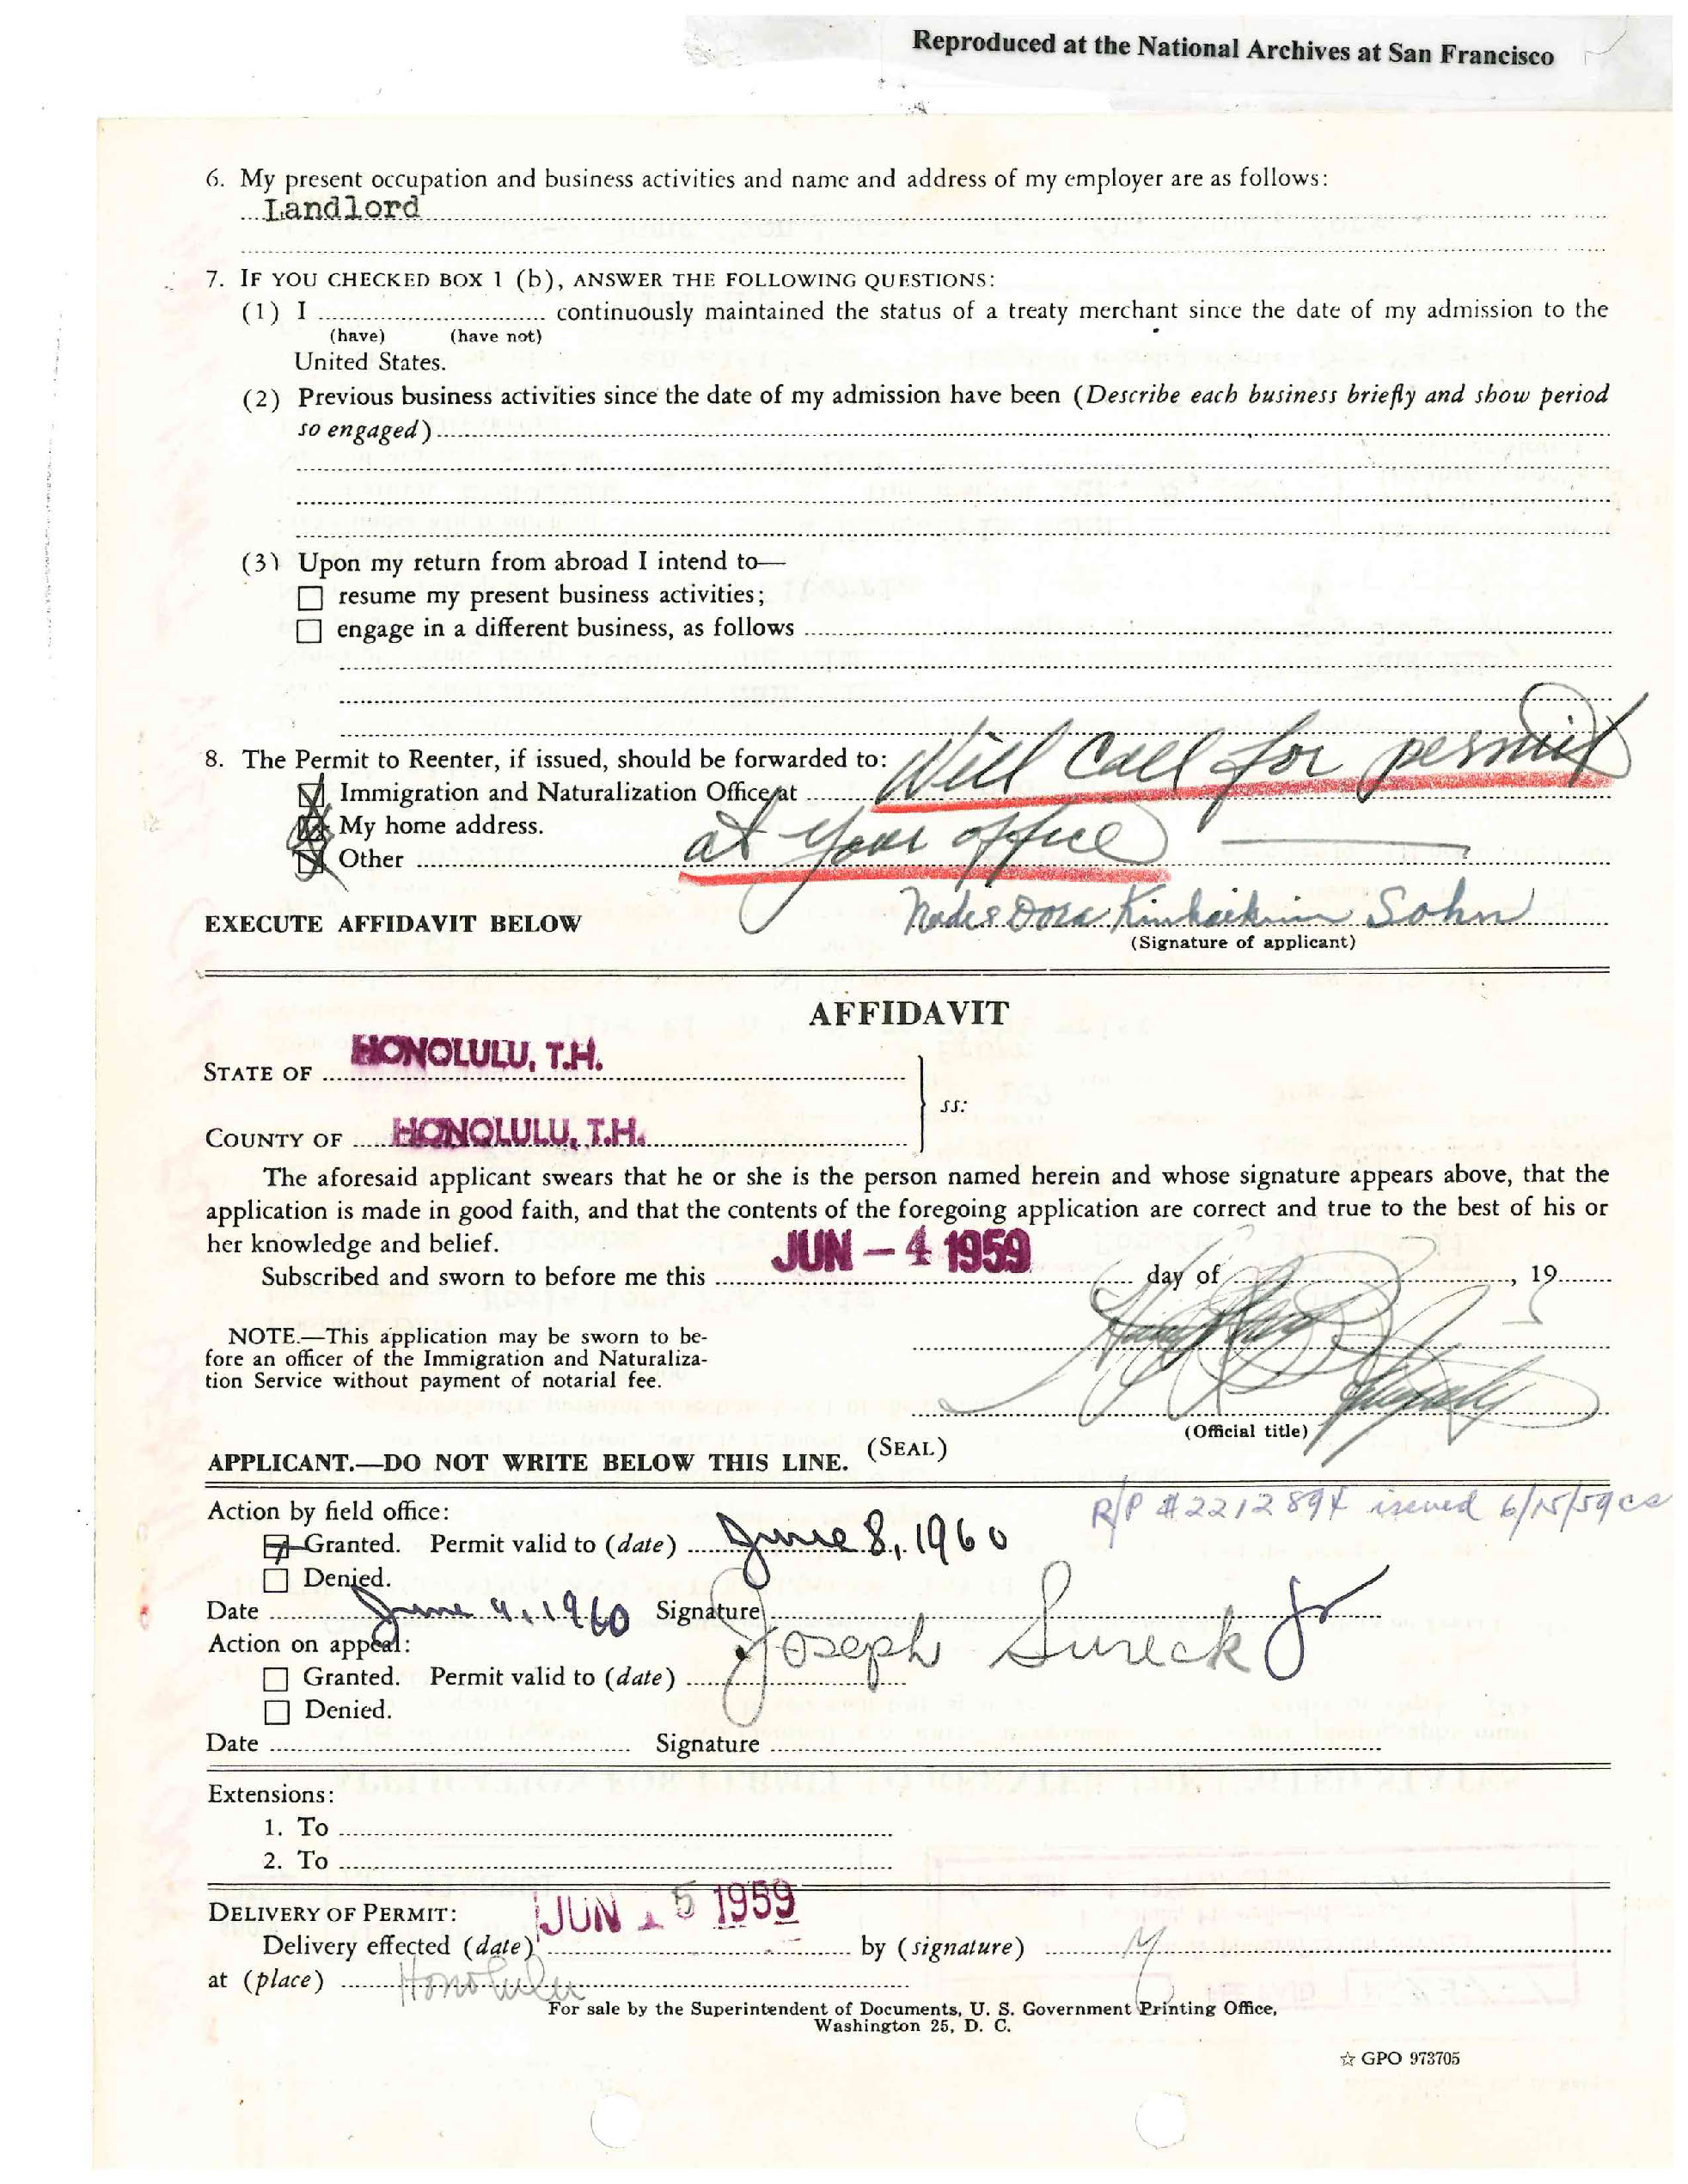 Reproduced at the National Archives at San Francisco
6. My present occupation and business activities and name and address of my employer are as follows:
Landlord
7. IF YOU CHECKED BOX 1 (b), ANSWER THE FOLLOWING QUESTIONS:
(1) I continuously maintained the status of a treaty merchant since the date of my admission to the
(have) (have not)
United States.
(2) Previous business activities since the date of my admission have been (Describe each business briefly and show period
so engaged)
(3) Upon my return from abroad I intend to—
resume my present business activities;
engage in a different business, as follows
8. The Permit to Reenter, if issued, should be forwarded to: Will call for permit
Immigration and Naturalization Office at
My home address. at your office
Other
EXECUTE AFFIDAVIT BELOW Dora Sohn
(Signature of applicant)
AFFIDAVIT
STATE OF HONOLULU, T.H.
ss:
COUNTY OF HONOLULU, T.H.
The aforesaid applicant swears that he or she is the person named herein and whose signature appears above, that the
application is made in good faith, and that the contents of the foregoing application are correct and true to the best of his or
her knowledge and belief.
Subscribed and sworn to before me this JUN - 4 1959 day of , 19
NOTE.—This application may be sworn to be-
fore an officer of the Immigration and Naturaliza-
tion Service without payment of notarial fee.
(Official title)
(SEAL)
APPLICANT.—DO NOT WRITE BELOW THIS LINE.
R/P #2212894 issued 6/15/59 cs
Action by field office:
Granted. Permit valid to (date) June 8, 1960
Denied.
Date June 9, 1960 Signature Joseph Sureck Jr
Action on appeal:
Granted. Permit valid to (date)
Denied.
Date Signature
Extensions:
1. To
2. To
DELIVERY OF PERMIT: JUN 15 1959
Delivery effected (date) by (signature)
at (place) Honolulu
For sale by the Superintendent of Documents, U. S. Government Printing Office,
Washington 25, D. C.
☆ GPO 973705